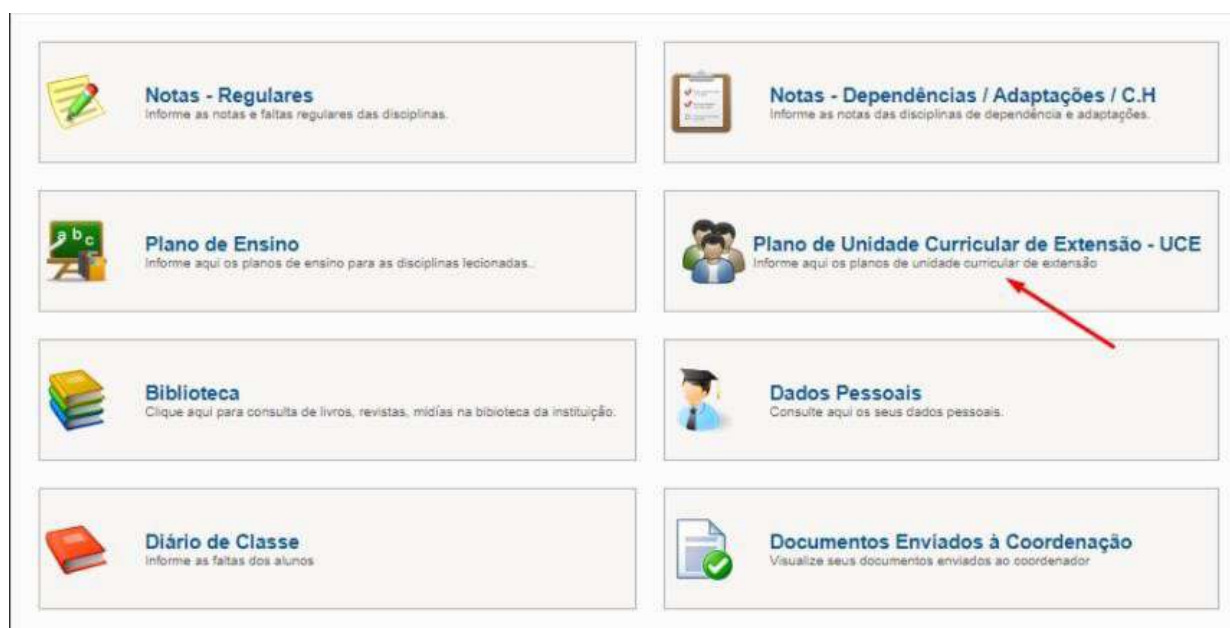 Notas - Regulares
Informe as notas e faltas regulares das disciplinas.
Notas - Dependências / Adaptações / C.H
Informe as notas das disciplinas de dependência e adaptações.
Plano de Ensino
Informe aqui os planos de ensino para as disciplinas lecionadas..
Plano de Unidade Curricular de Extensão - UCE
Informe aqui os planos de unidade curricular de extensão
Biblioteca
Clique aqui para consulta de livros, revistas, mídias na bibioteca da instituição.
Dados Pessoais
Consulte aqui os seus dados pessoais.
Diário de Classe
Informe as faltas dos alunos
Documentos Enviados à Coordenação
Visualize seus documentos enviados ao coordenador